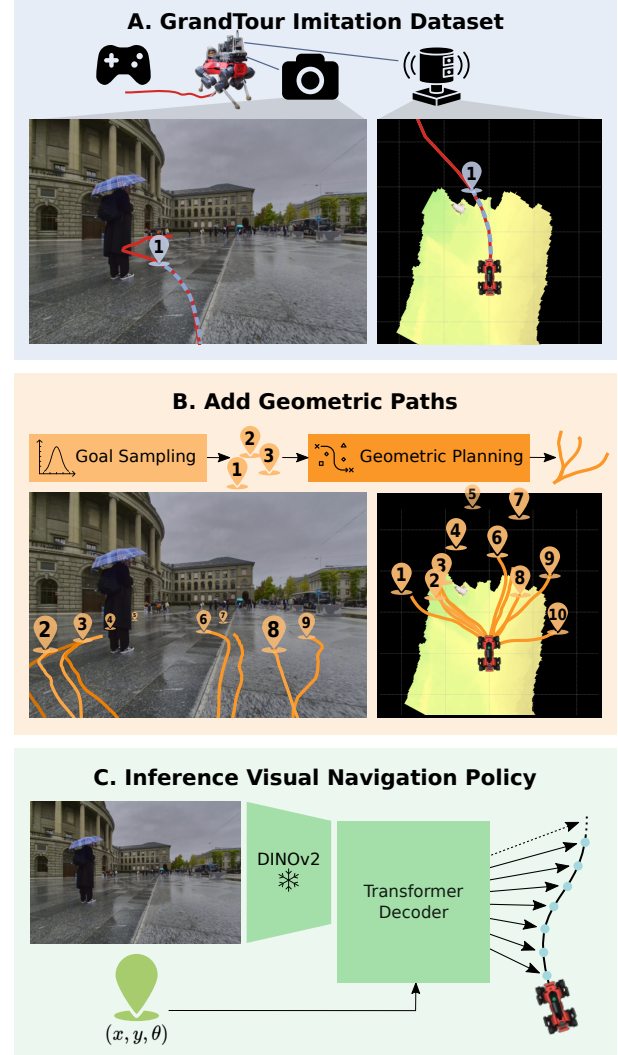 A. GrandTour Imitation Dataset
1
1
B. Add Geometric Paths
Goal Sampling
1
2
3
Geometric Planning
2
3
4
5
6
7
8
9
1
2
3
4
5
6
7
8
9
10
C. Inference Visual Navigation Policy
DINOv2
Transformer
Decoder
(x, y, θ)